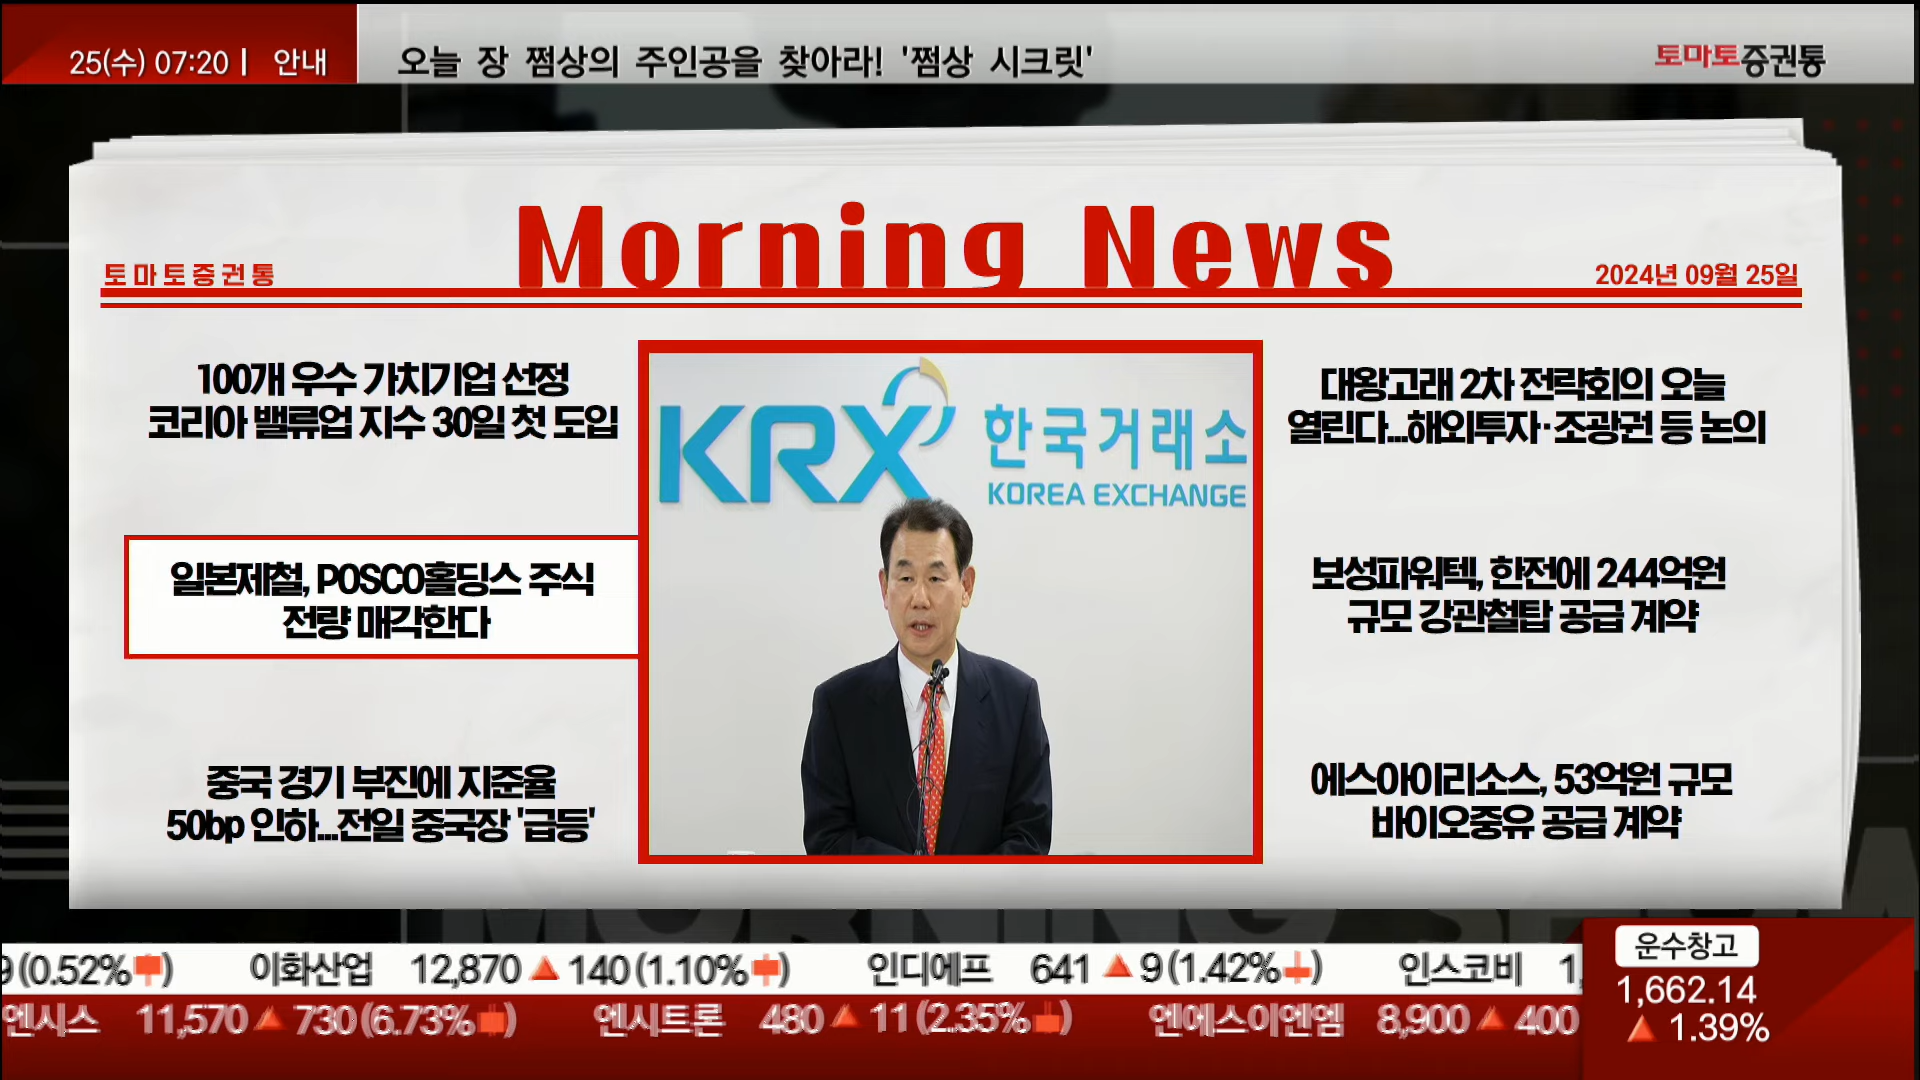 25(수) 07:20 | 안내
오늘 장 쩜상의 주인공을 찾아라! '쩜상 시크릿'
토마토증권통
Morning News
토마토증권통
2024년 09월 25일
100개 우수 가치기업 선정
코리아 밸류업 지수 30일 첫 도입
일본제철, POSCO홀딩스 주식
전량 매각한다
중국 경기 부진에 지준율
50bp 인하...전일 중국장 '급등'
KRX 한국거래소
KOREA EXCHANGE
대왕고래 2차 전략회의 오늘
열린다...해외투자·조광권 등 논의
보성파워텍, 한전에 244억원
규모 강관철탑 공급 계약
에스아이리소스, 53억원 규모
바이오중유 공급 계약
MORNING SHOW
9 (0.52%) 이화산업 12,870 ▲ 140 (1.10%) 인디에프 641 ▲ 9 (1.42%) 인스코비 1,
엔시스 11,570 ▲ 730 (6.73%) 엔시트론 480 ▲ 11 (2.35%) 엔에스이엔엠 8,900 ▲ 400
운수창고
1,662.14
▲ 1.39%